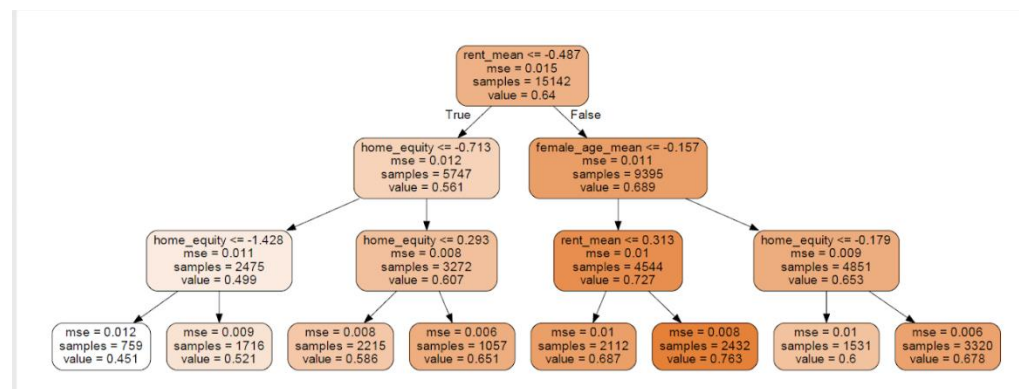 rent_mean <= -0.487
mse = 0.015
samples = 15142
value = 0.64
True
False
home_equity <= -0.713
mse = 0.012
samples = 5747
value = 0.561
female_age_mean <= -0.157
mse = 0.011
samples = 9395
value = 0.689
home_equity <= -1.428
mse = 0.011
samples = 2475
value = 0.499
home_equity <= 0.293
mse = 0.008
samples = 3272
value = 0.607
rent_mean <= 0.313
mse = 0.01
samples = 4544
value = 0.727
home_equity <= -0.179
mse = 0.009
samples = 4851
value = 0.653
mse = 0.012
samples = 759
value = 0.451
mse = 0.009
samples = 1716
value = 0.521
mse = 0.008
samples = 2215
value = 0.586
mse = 0.006
samples = 1057
value = 0.651
mse = 0.01
samples = 2112
value = 0.687
mse = 0.008
samples = 2432
value = 0.763
mse = 0.01
samples = 1531
value = 0.6
mse = 0.006
samples = 3320
value = 0.678